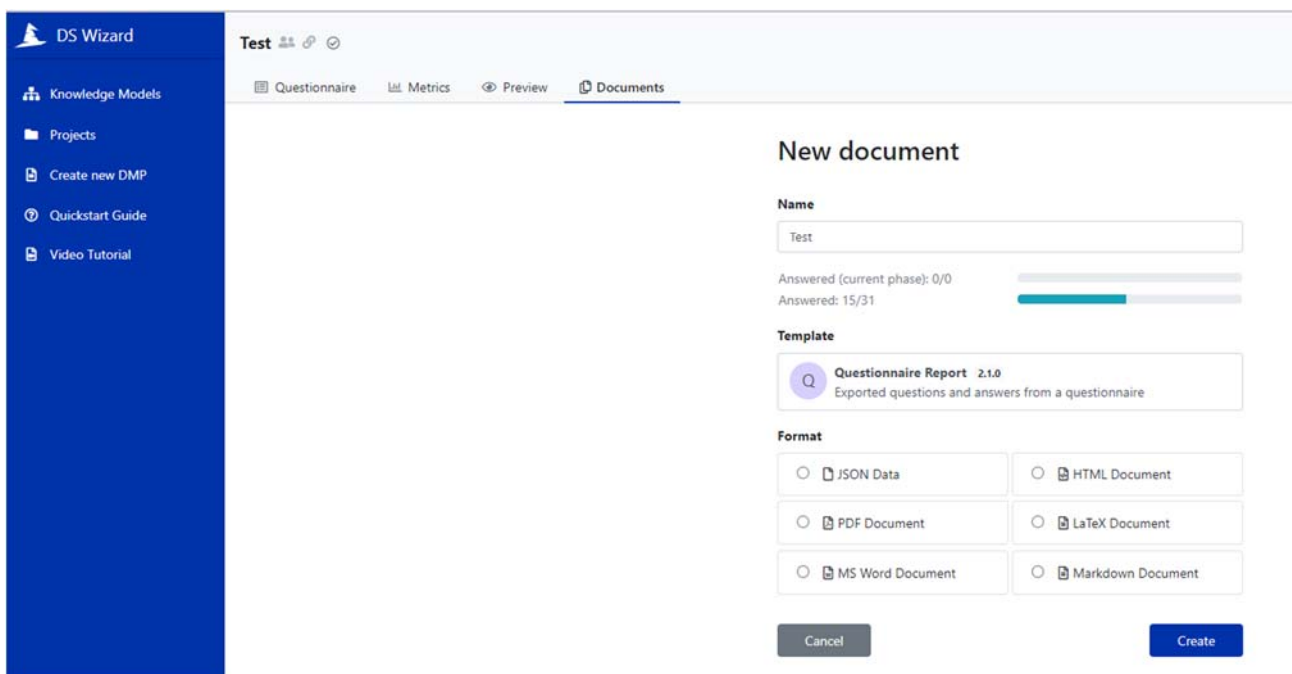 DS Wizard
Knowledge Models
Projects
Create new DMP
Quickstart Guide
Video Tutorial
Test
Questionnaire Metrics Preview Documents
New document
Name
Test
Answered (current phase): 0/0
Answered: 15/31
Template
Q
Questionnaire Report 2.1.0
Exported questions and answers from a questionnaire
Format
JSON Data HTML Document
PDF Document LaTeX Document
MS Word Document Markdown Document
Cancel Create